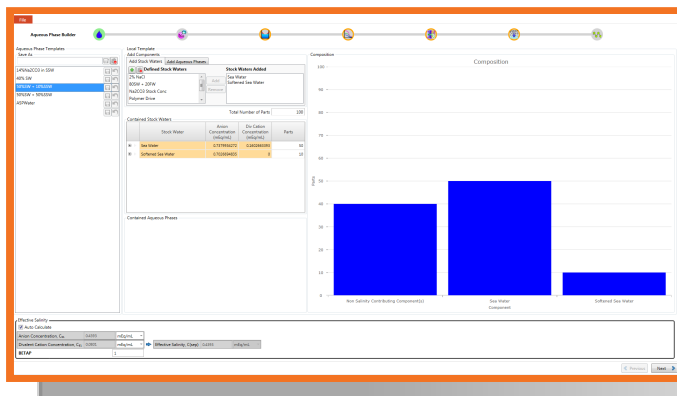 File
Aqueous Phase Builder
Aqueous Phase Templates
Save As
14%Na2CO3 in SSW
40% SW
50%SW + 10%SSW
50%SW + 50%SSW
ASPWater
Local Template
Add Components
Add Stock Waters Add Aqueous Phases
Defined Stock Waters
2% NaCl
80SW + 20FW
Na2CO3 Stock Conc
Polymer Drive
Add
Remove
Stock Waters Added
Sea Water
Softened Sea Water
Total Number of Parts 100
Contained Stock Waters
Stock Water
Anion Concentration (mEq/mL)
Div Cation Concentration (mEq/mL)
Parts
Sea Water
50
Softened Sea Water 0 10
Contained Aqueous Phases
Composition
Composition
100
90
80
70
60
50
40
30
20
10
0
Parts
Non Salinity Contributing Component(s)
Sea Water
Softened Sea Water
Component
Effective Salinity
Auto Calculate
Anion Concentration, mEq/mL
Divalent Cation Concentration, mEq/mL
Effective Salinity, C(sep) mEq/mL
BETAP 1
Previous
Next